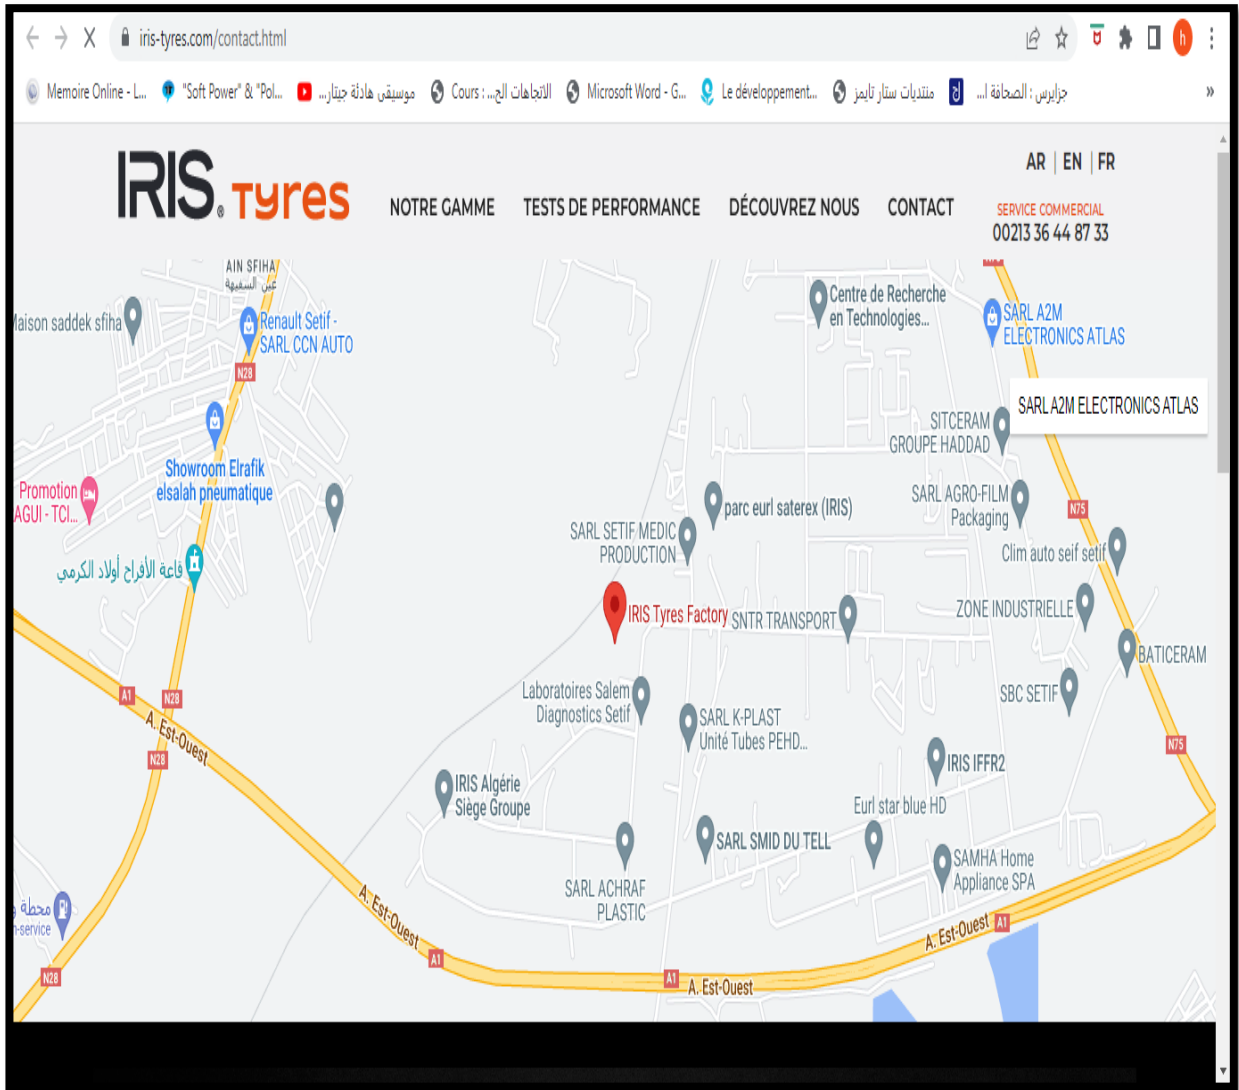 iris-tyres.com/contact.html
h
Memoire Online - L...
"Soft Power" & "Pol...
موسيقى هادئة جيتار...
Cours : الاتجاهات الح...
Microsoft Word - G...
Le développement...
منتديات ستار تايمز
جزايرس : الصحافة ا...
»
IRIS® Tyres
NOTRE GAMME
TESTS DE PERFORMANCE
DÉCOUVREZ NOUS
CONTACT
AR | EN | FR
SERVICE COMMERCIAL
00213 36 44 87 33
AIN SFIHA
عين السفيهة
Maison saddek sfiha
Renault Setif -
SARL CCN AUTO
N28
Centre de Recherche
en Technologies...
SARL A2M
ELECTRONICS ATLAS
SARL A2M ELECTRONICS ATLAS
SITCERAM
GROUPE HADDAD
Showroom Elrafik
elsalah pneumatique
Promotion
AGUI - TCI...
parc eurl saterex (IRIS)
SARL AGRO-FILM
Packaging
N75
SARL SETIF MEDIC
PRODUCTION
Clim auto seif setif
قاعة الأفراح أولاد الكرمي
IRIS Tyres Factory
SNTR TRANSPORT
ZONE INDUSTRIELLE
BATICERAM
A1
N28
Laboratoires Salem
Diagnostics Setif
SBC SETIF
SARL K-PLAST
Unité Tubes PEHD...
A. Est-Ouest
N28
N75
IRIS IFFR2
IRIS Algérie
Siège Groupe
Eurl star blue HD
SARL SMID DU TELL
SAMHA Home
Appliance SPA
SARL ACHRAF
PLASTIC
محطة و
n-service
A. Est-Ouest
A. Est-Ouest
A1
A1
N28
A1
A. Est-Ouest